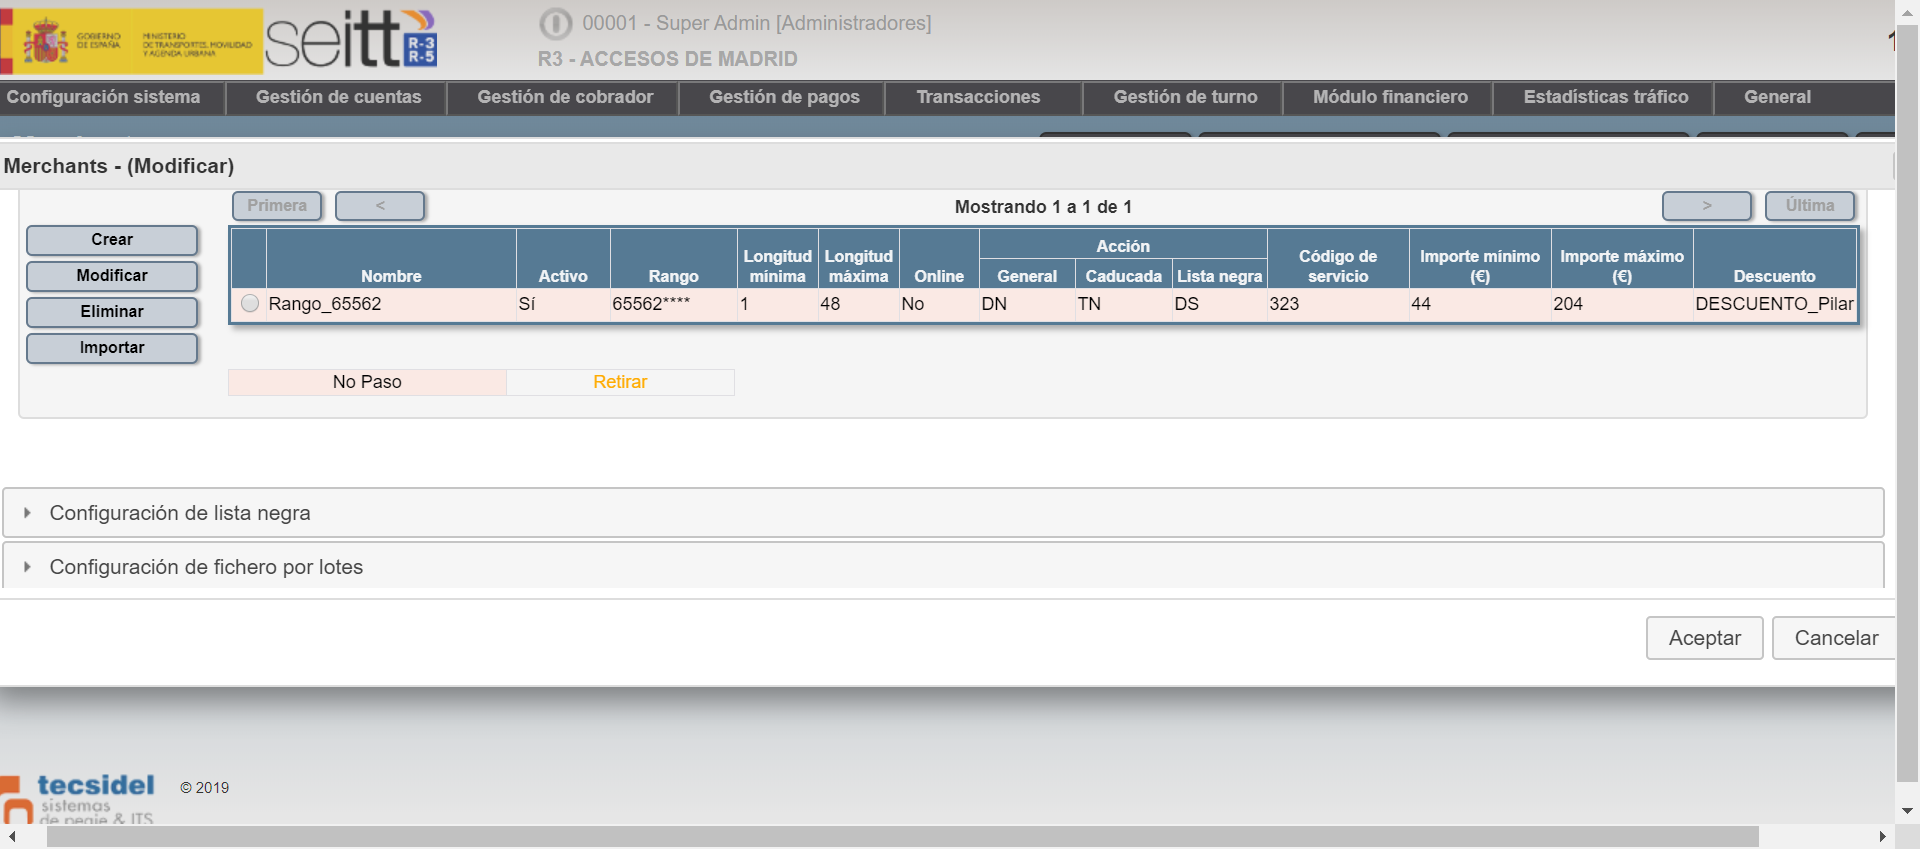 GOBIERNO
DE ESPAÑA
MINISTERIO
DE TRANSPORTES, MOVILIDAD
Y AGENDA URBANA
seitt
R-3
R-5
00001 - Super Admin [Administradores]
R3 - ACCESOS DE MADRID
Configuración sistema
Gestión de cuentas
Gestión de cobrador
Gestión de pagos
Transacciones
Gestión de turno
Módulo financiero
Estadísticas tráfico
General
Merchants - (Modificar)
Primera
<
Mostrando 1 a 1 de 1
>
Última
Crear
Modificar
Eliminar
Importar
Nombre
Activo
Rango
Longitud
mínima
Longitud
máxima
Online
Acción
General
Caducada
Lista negra
Código de
servicio
Importe mínimo
(€)
Importe máximo
(€)
Descuento
Rango_65562
Sí
65562****
1
48
No
DN
TN
DS
323
44
204
DESCUENTO_Pilar
No Paso
Retirar
Configuración de lista negra
Configuración de fichero por lotes
Aceptar
Cancelar
tecsidel
sistemas
de peaje & ITS
© 2019